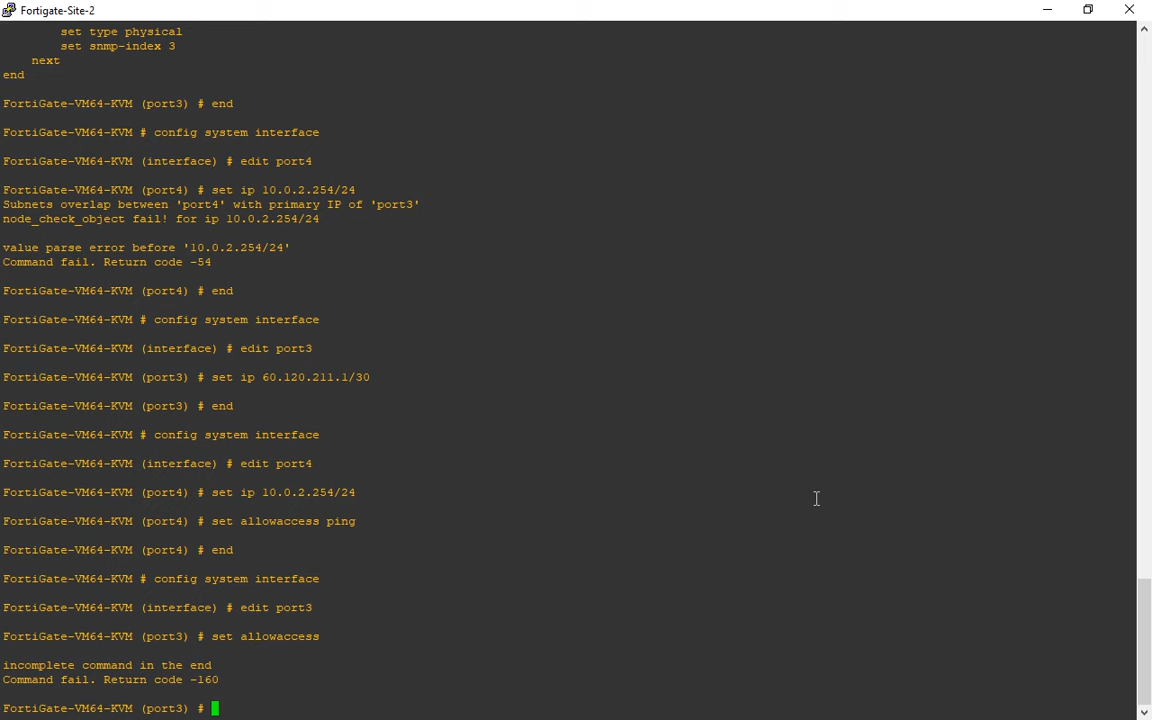 Fortigate-Site-2
set type physical
set snmp-index 3
next
end
FortiGate-VM64-KVM (port3) # end
FortiGate-VM64-KVM # config system interface
FortiGate-VM64-KVM (interface) # edit port4
FortiGate-VM64-KVM (port4) # set ip 10.0.2.254/24
Subnets overlap between 'port4' with primary IP of 'port3'
node_check_object fail! for ip 10.0.2.254/24
value parse error before '10.0.2.254/24'
Command fail. Return code -54
FortiGate-VM64-KVM (port4) # end
FortiGate-VM64-KVM # config system interface
FortiGate-VM64-KVM (interface) # edit port3
FortiGate-VM64-KVM (port3) # set ip 60.120.211.1/30
FortiGate-VM64-KVM (port3) # end
FortiGate-VM64-KVM # config system interface
FortiGate-VM64-KVM (interface) # edit port4
FortiGate-VM64-KVM (port4) # set ip 10.0.2.254/24
FortiGate-VM64-KVM (port4) # set allowaccess ping
FortiGate-VM64-KVM (port4) # end
FortiGate-VM64-KVM # config system interface
FortiGate-VM64-KVM (interface) # edit port3
FortiGate-VM64-KVM (port3) # set allowaccess
incomplete command in the end
Command fail. Return code -160
FortiGate-VM64-KVM (port3) #